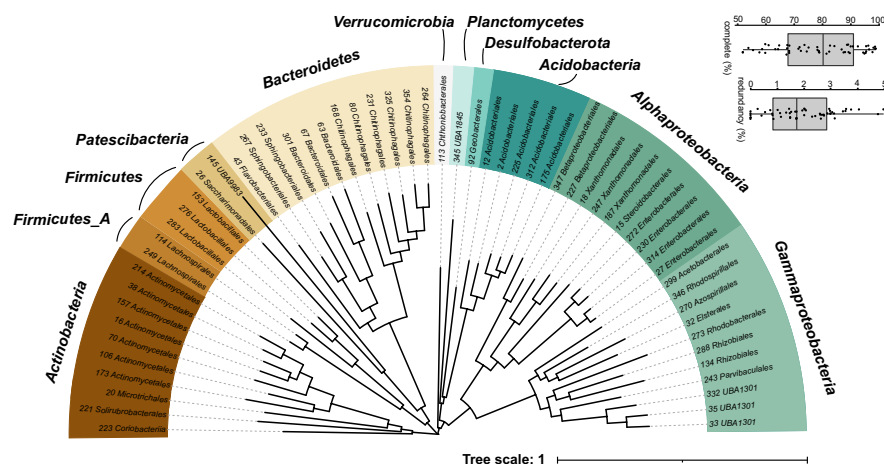 Verrucomicrobia
Planctomycetes
Desulfobacterota
Acidobacteria
Bacteroidetes
Alphaproteobacteria
Patescibacteria
Firmicutes
Firmicutes_A
Actinobacteria
Gammaproteobacteria
223 Coriobacteriia
221 Solirubrobacterales
20 Microtrichales
173 Actinomycetales
106 Actinomycetales
70 Actinomycetales
16 Actinomycetales
157 Actinomycetales
38 Actinomycetales
214 Actinomycetales
249 Lachnospirales
114 Lachnospirales
283 Lactobacillales
276 Lactobacillales
153 Lactobacillales
26 Saccharimonadales
145 UBA9983
43 Flavobacteriales
267 Sphingobacteriales
233 Sphingobacteriales
301 Bacteroidales
67 Bacteroidales
63 Bacteroidales
168 Chitinophagales
80 Chitinophagales
231 Chitinophagales
325 Chitinophagales
354 Chitinophagales
264 Chitinophagales
113 Chthoniobacterales
345 UBA1845
92 Geobacterales
12 Acidobacteriales
2 Acidobacteriales
225 Acidobacteriales
312 Acidobacteriales
75 Acidobacteriales
347 Betaproteobacteriales
227 Betaproteobacteriales
18 Xanthomonadales
247 Xanthomonadales
187 Xanthomonadales
15 Steroidobacterales
272 Enterobacterales
230 Enterobacterales
314 Enterobacterales
27 Enterobacterales
299 Acetobacterales
346 Rhodospirillales
270 Azospirillales
32 Elsterales
273 Rhodobacterales
288 Rhizobiales
134 Rhizobiales
243 Parvibaculales
332 UBA1301
35 UBA1301
33 UBA1301
50 60 70 80 90 100
complete (%)
0 1 2 3 4 5
redundancy (%)
Tree scale: 1